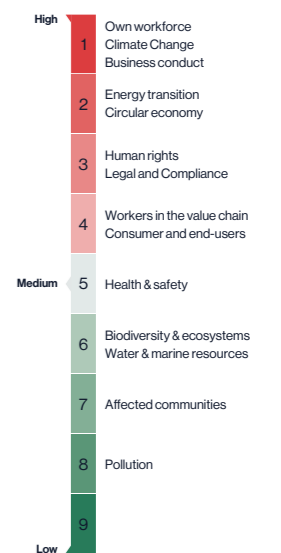 High
1
Own workforce
Climate Change
Business conduct
2
Energy transition
Circular economy
3
Human rights
Legal and Compliance
4
Workers in the value chain
Consumer and end-users
Medium
5
Health & safety
6
Biodiversity & ecosystems
Water & marine resources
7
Affected communities
8
Pollution
9
Low